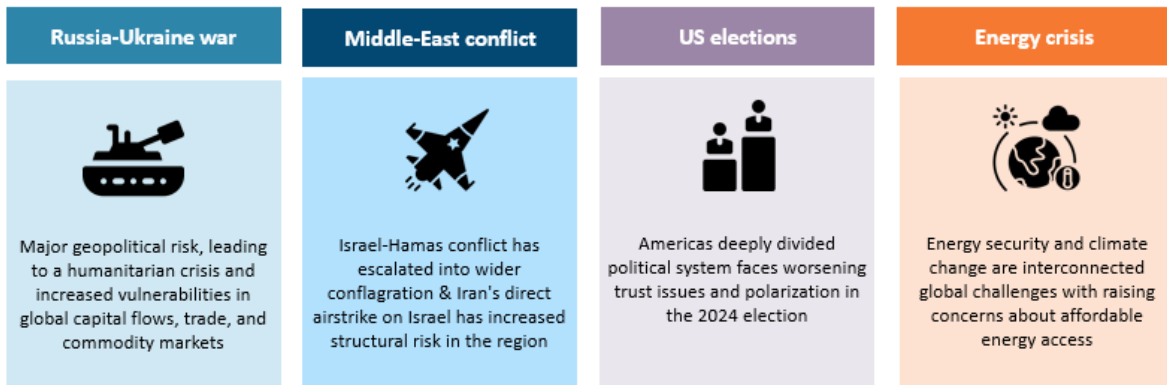 Russia-Ukraine war
Major geopolitical risk, leading
to a humanitarian crisis and
increased vulnerabilities in
global capital flows, trade, and
commodity markets
Middle-East conflict
Israel-Hamas conflict has
escalated into wider
conflagration & Iran's direct
airstrike on Israel has increased
structural risk in the region
US elections
Americas deeply divided
political system faces worsening
trust issues and polarization in
the 2024 election
Energy crisis
Energy security and climate
change are interconnected
global challenges with raising
concerns about affordable
energy access